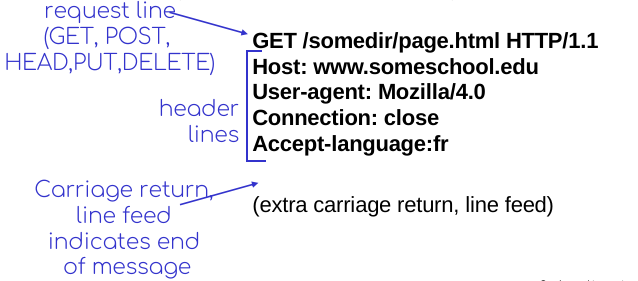 request line
(GET, POST,
HEAD,PUT,DELETE)
GET /somedir/page.html HTTP/1.1
Host: www.someschool.edu
User-agent: Mozilla/4.0
Connection: close
Accept-language:fr
header
lines
Carriage return,
line feed
indicates end
of message
(extra carriage return, line feed)